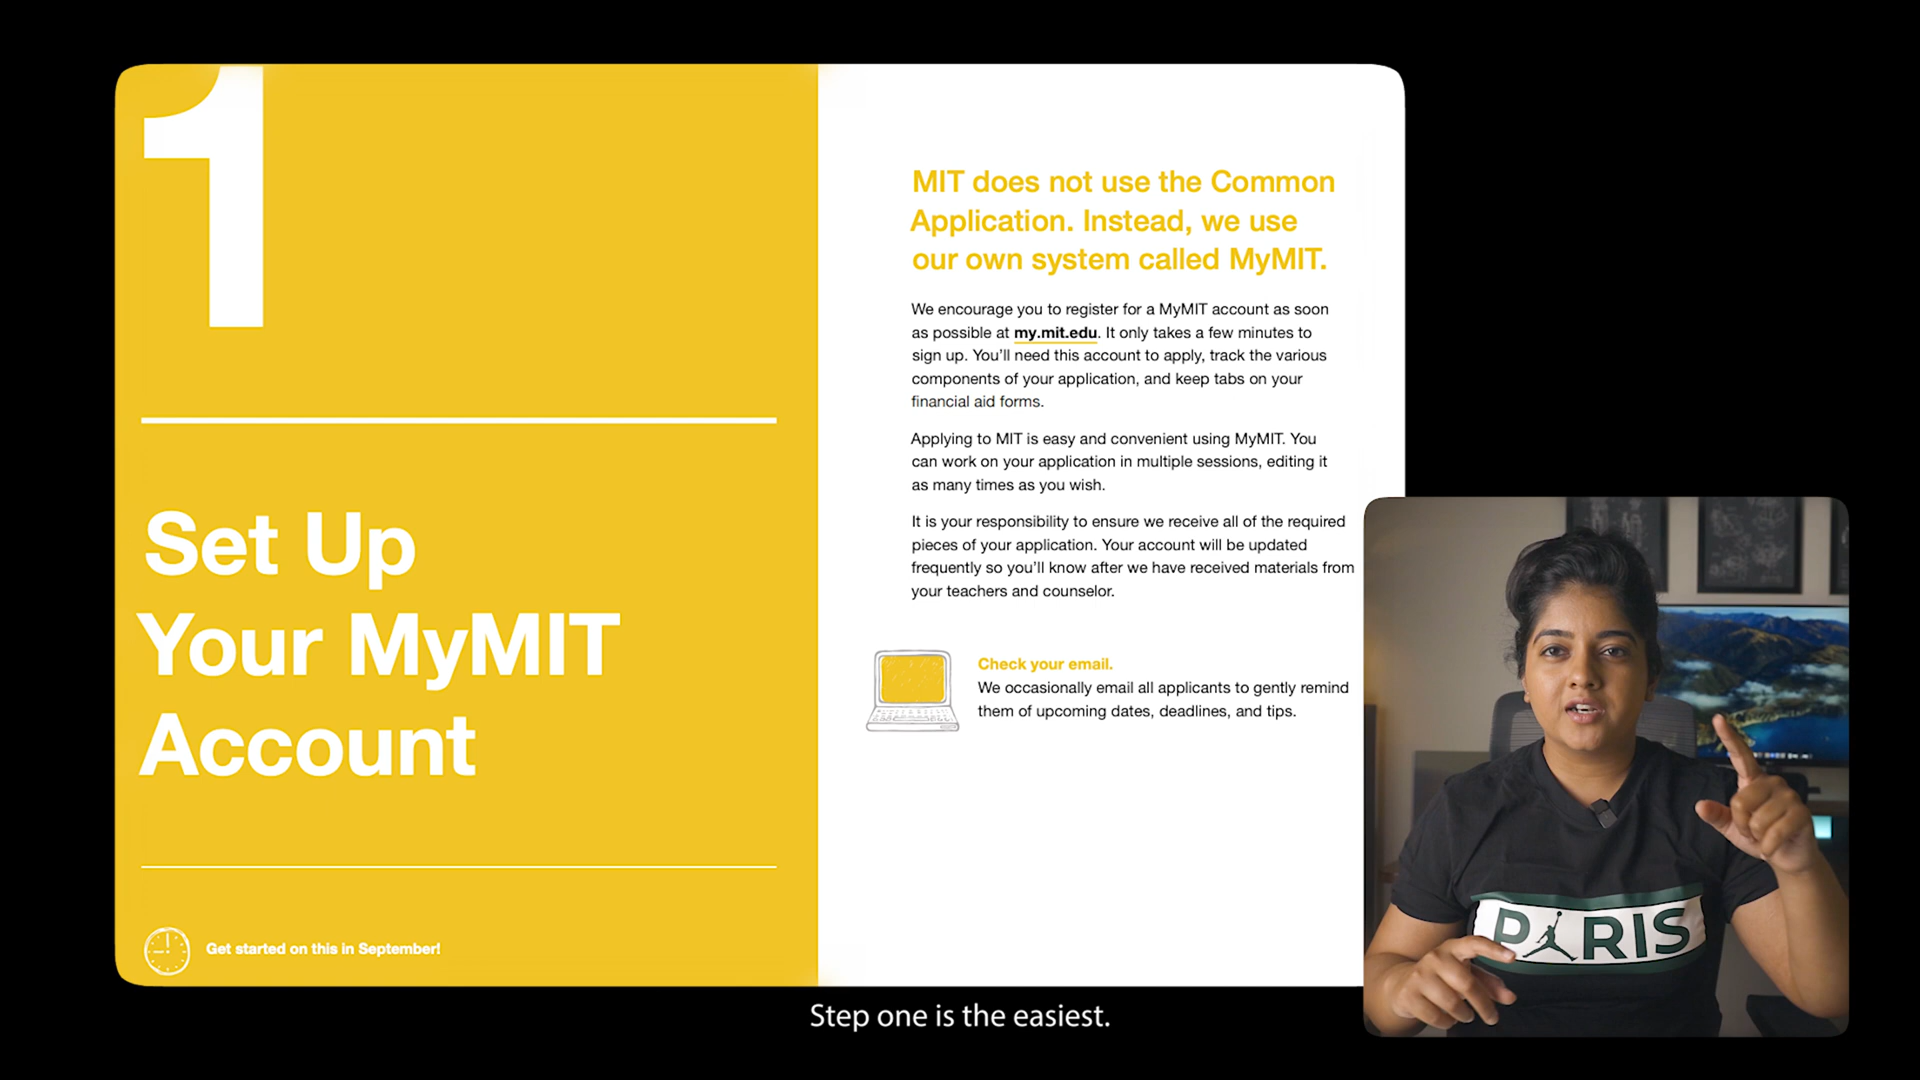 1
Set Up
Your MyMIT
Account
Get started on this in September!
MIT does not use the Common
Application. Instead, we use
our own system called MyMIT.
We encourage you to register for a MyMIT account as soon
as possible at my.mit.edu. It only takes a few minutes to
sign up. You’ll need this account to apply, track the various
components of your application, and keep tabs on your
financial aid forms.
Applying to MIT is easy and convenient using MyMIT. You
can work on your application in multiple sessions, editing it
as many times as you wish.
It is your responsibility to ensure we receive all of the required
pieces of your application. Your account will be updated
frequently so you’ll know after we have received materials from
your teachers and counselor.
Check your email.
We occasionally email all applicants to gently remind
them of upcoming dates, deadlines, and tips.
PARIS
Step one is the easiest.